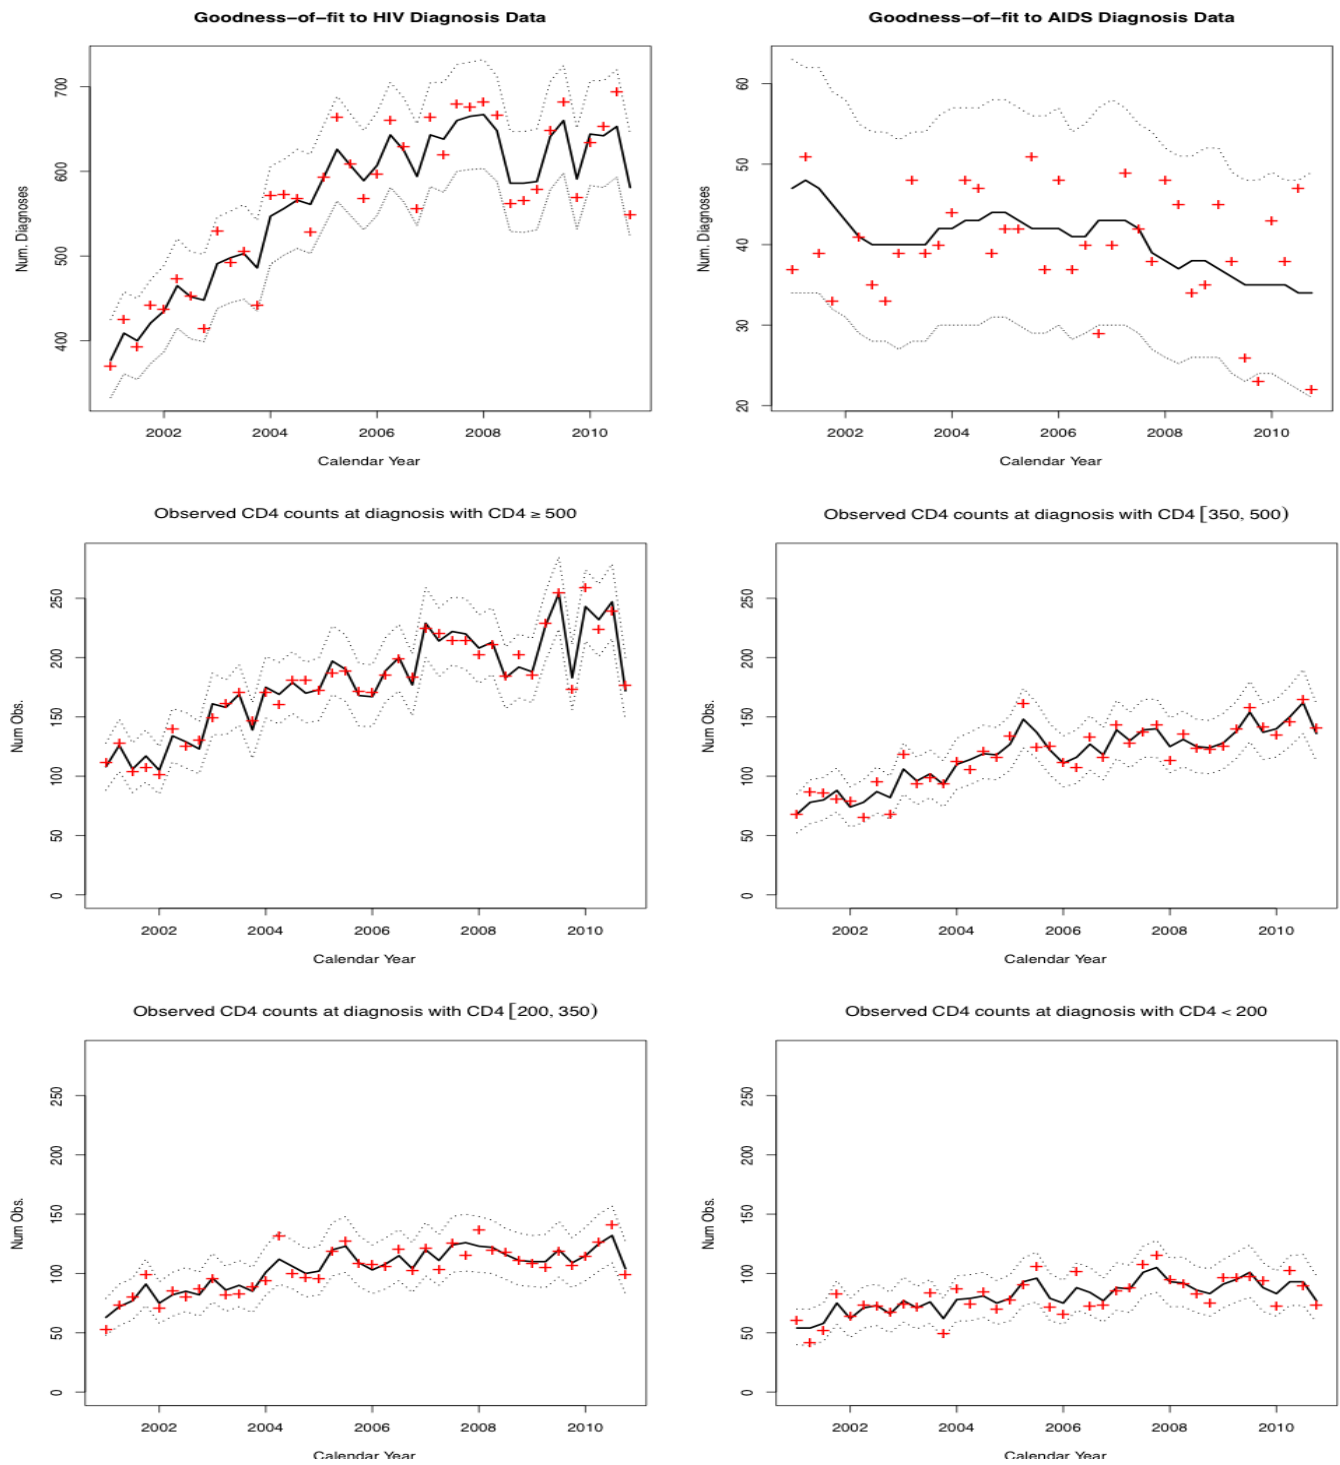 Goodness−of−fit to HIV Diagnosis Data
Num. Diagnoses
700
600
500
400
2002 2004 2006 2008 2010
Calendar Year
Goodness−of−fit to AIDS Diagnosis Data
Num. Diagnoses
60
50
40
30
20
2002 2004 2006 2008 2010
Calendar Year
Observed CD4 counts at diagnosis with CD4 ≥ 500
Num Obs.
250
200
150
100
50
0
2002 2004 2006 2008 2010
Calendar Year
Observed CD4 counts at diagnosis with CD4 [350, 500)
Num Obs.
250
200
150
100
50
0
2002 2004 2006 2008 2010
Calendar Year
Observed CD4 counts at diagnosis with CD4 [200, 350)
Num Obs.
250
200
150
100
50
0
2002 2004 2006 2008 2010
Calendar Year
Observed CD4 counts at diagnosis with CD4 < 200
Num Obs.
250
200
150
100
50
0
2002 2004 2006 2008 2010
Calendar Year